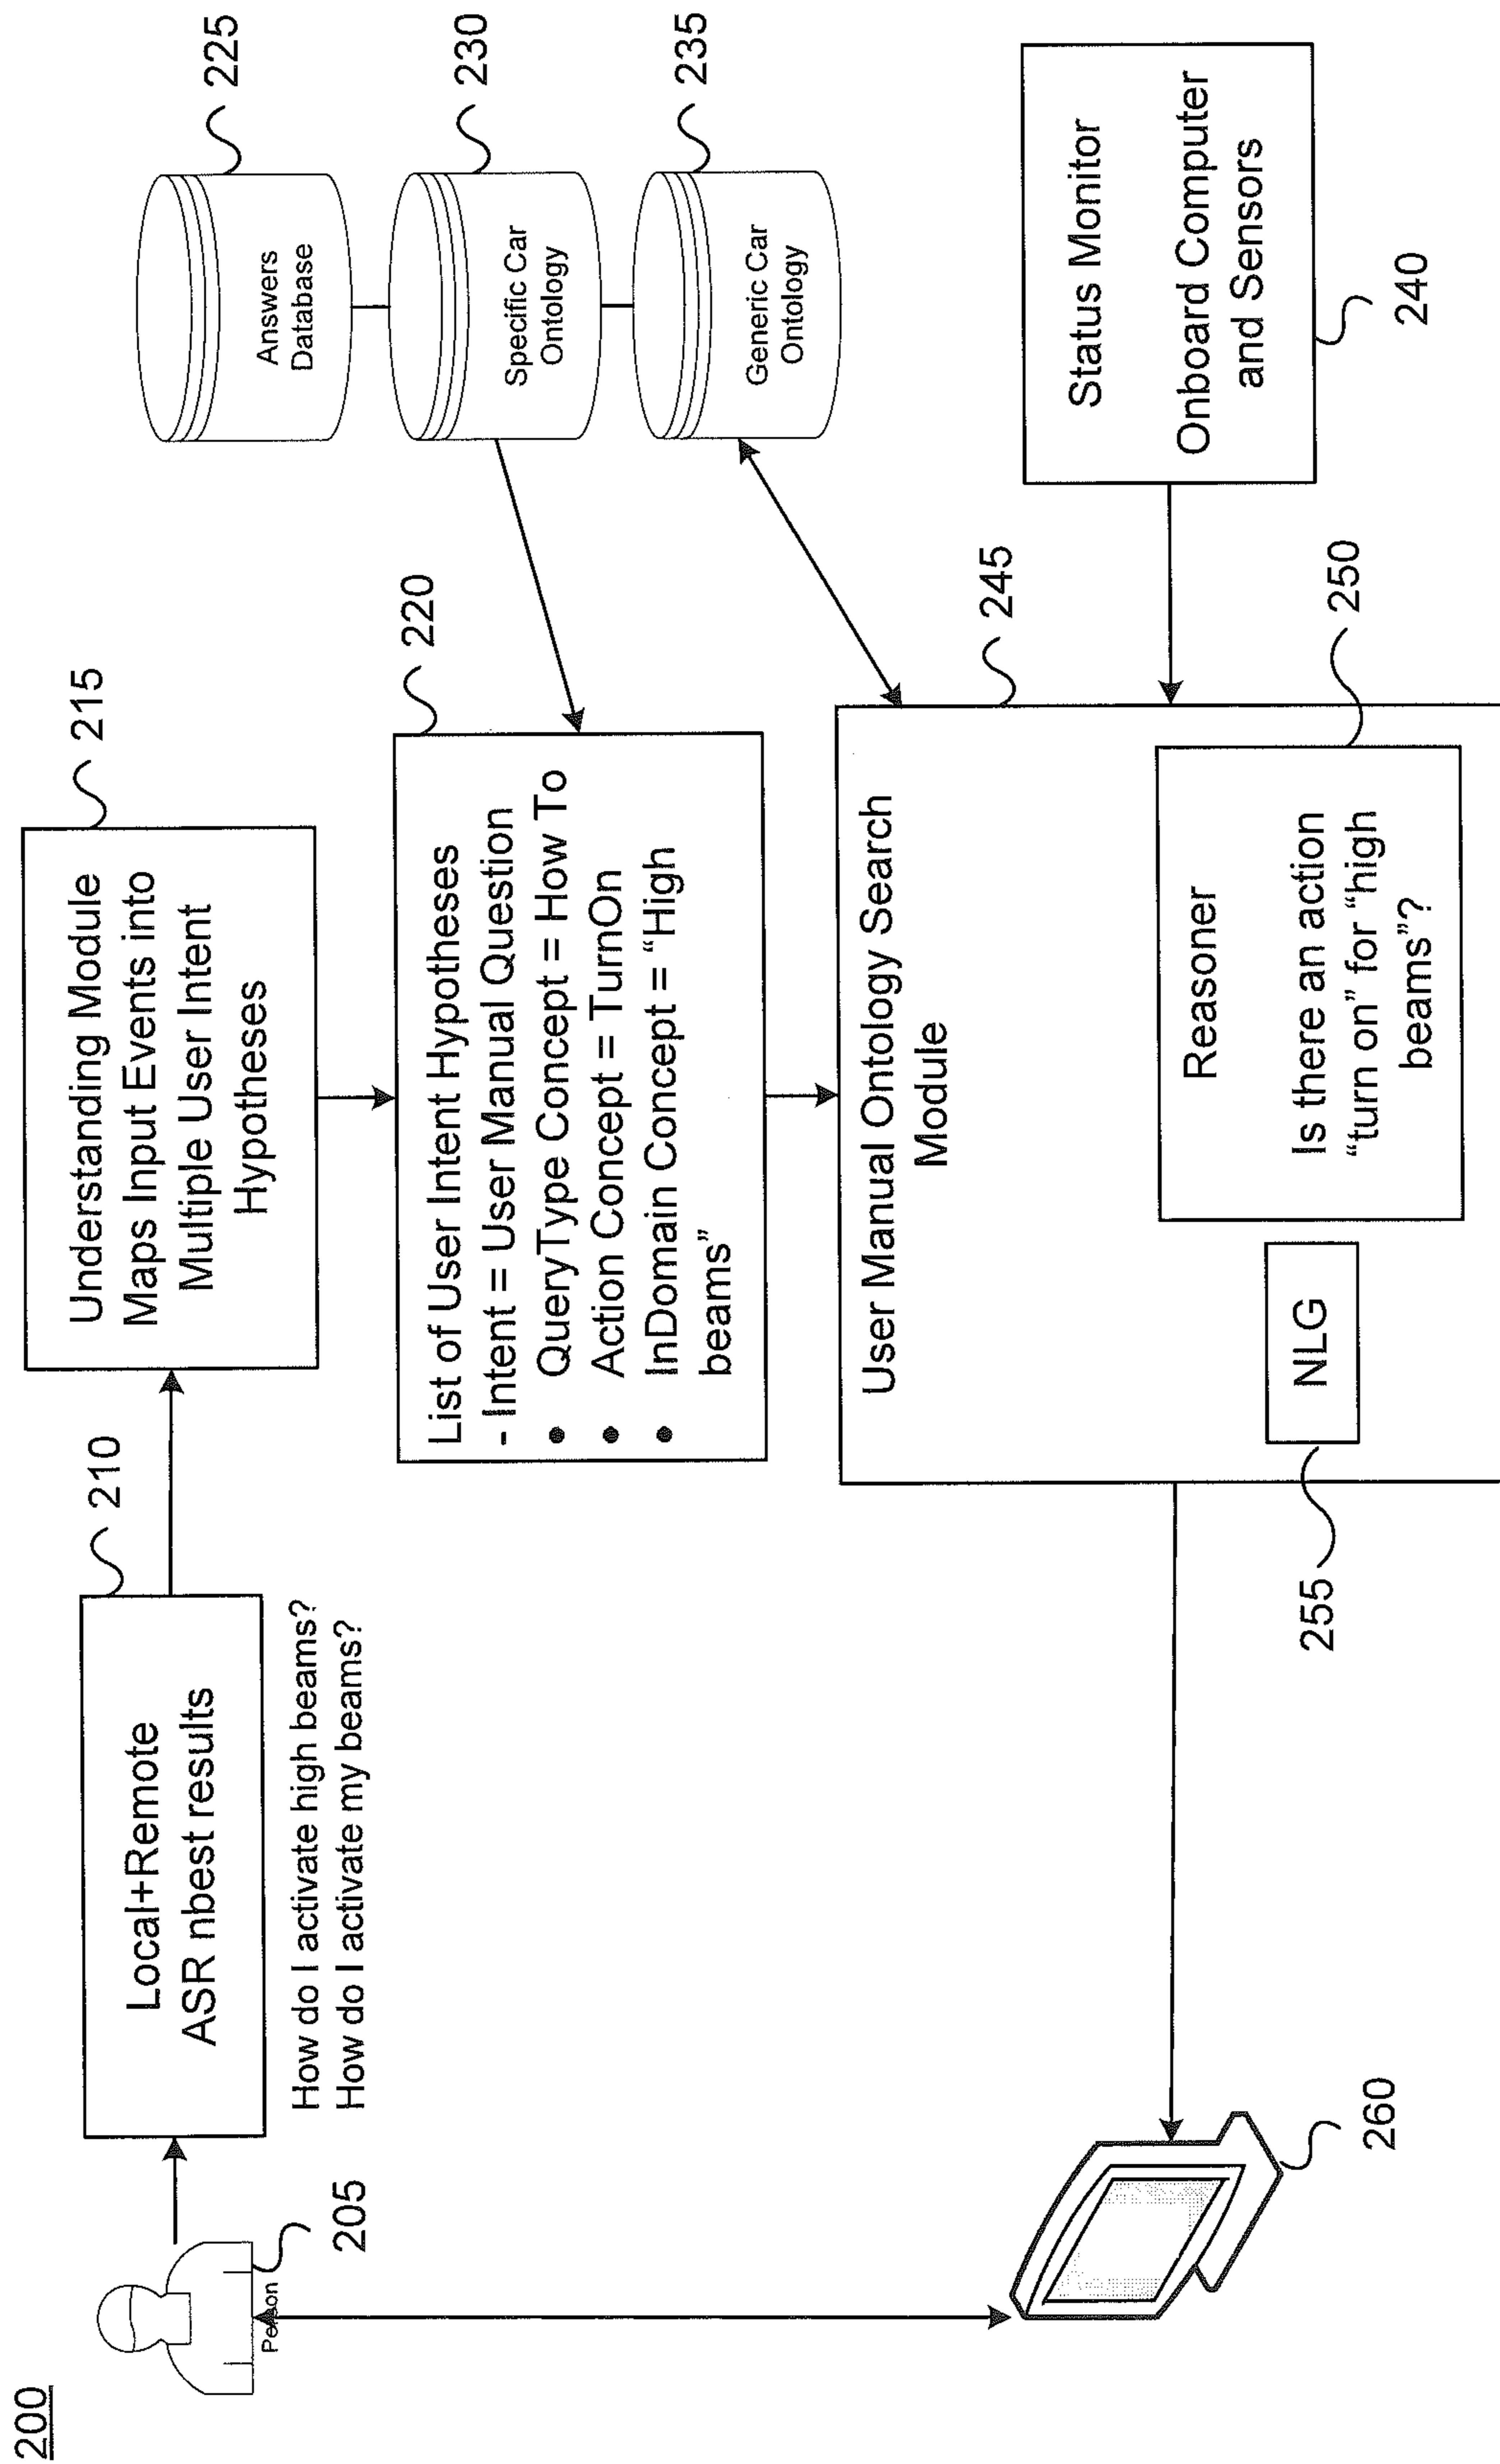 200
Person
205
Local+Remote
ASR nbest results
210
How do I activate high beams?
How do I activate my beams?
Understanding Module
Maps Input Events into
Multiple User Intent
Hypotheses
215
List of User Intent Hypotheses
- Intent = User Manual Question
• QueryType Concept = How To
• Action Concept = TurnOn
• InDomain Concept = “High
beams”
220
Answers
Database
225
Specific Car
Ontology
230
Generic Car
Ontology
235
Status Monitor
Onboard Computer
and Sensors
240
User Manual Ontology Search
Module
245
Reasoner
Is there an action
“turn on” for “high
beams”?
250
NLG
255
260